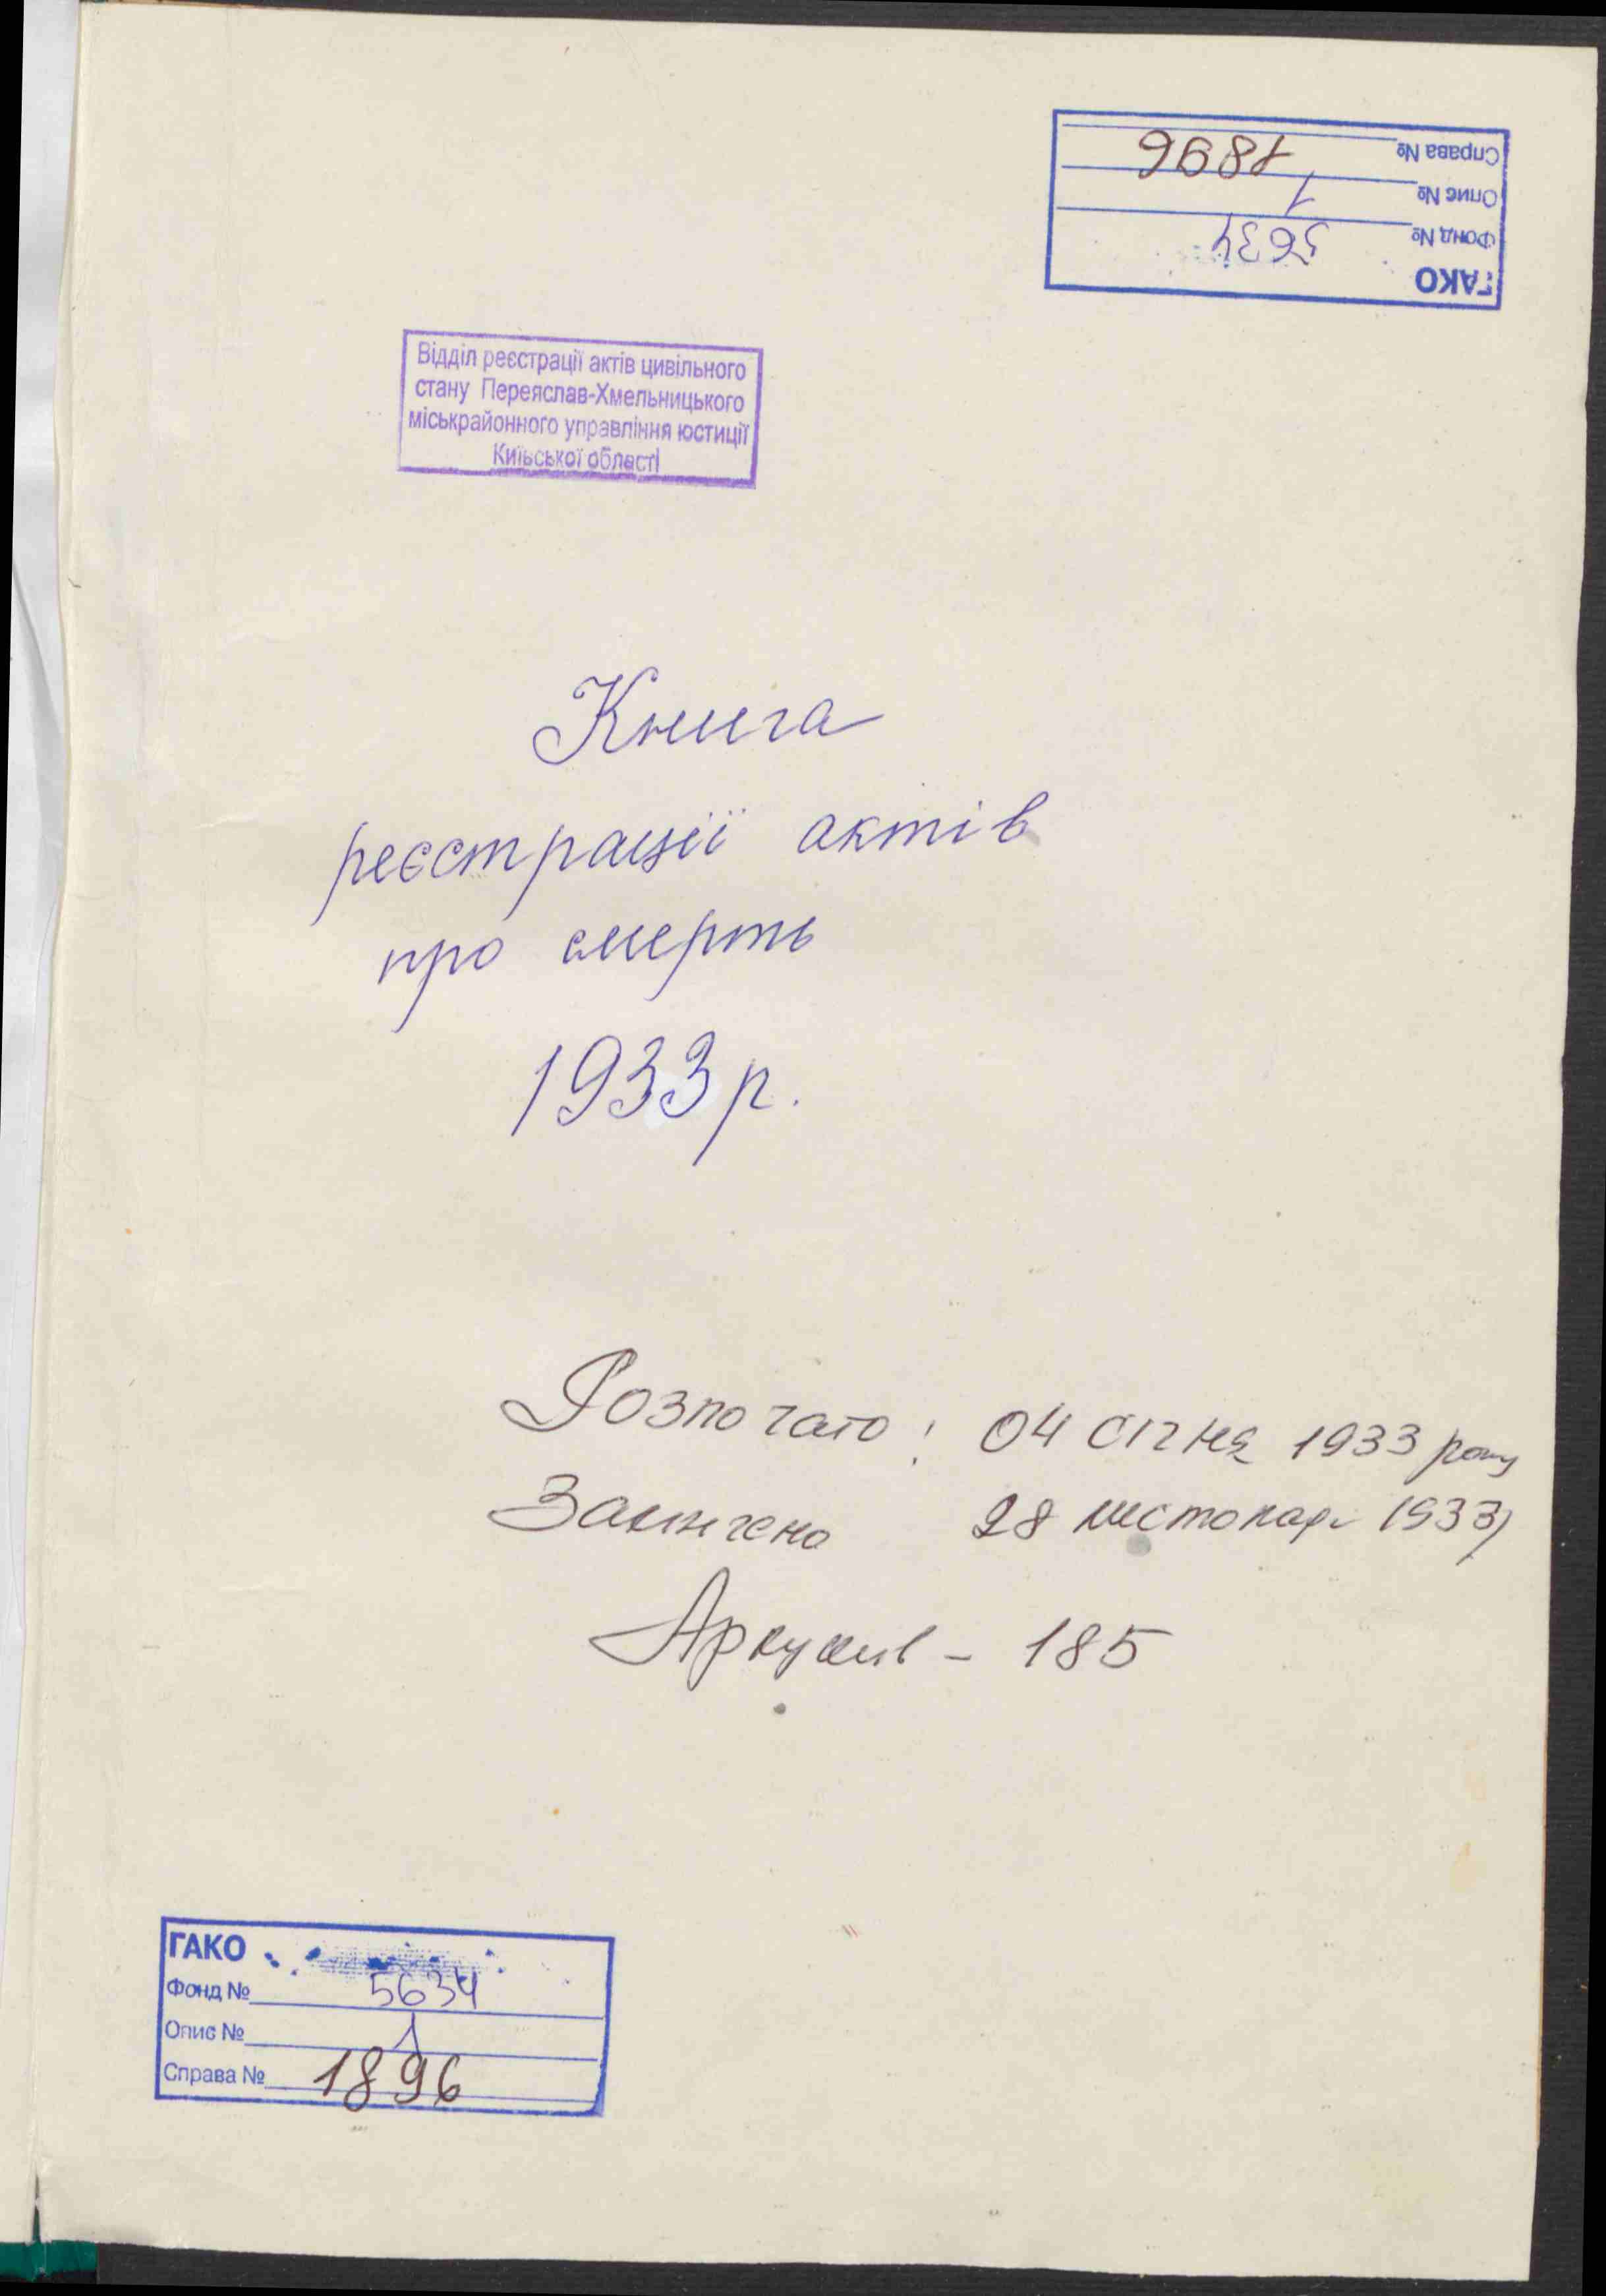 ГАКО
Фонд № 5634
Опис № 1
Справа № 1896
Відділ реєстрації актів цивільного
стану Переяслав-Хмельницького
міськрайонного управління юстиції
Київської області
Книга
реєстрації актів
про смерть
1933 р.
Розпочато: 04 січня 1933 року
Закінчено 28 листопада 1933 р
Аркушів - 185
ГАКО
Фонд № 5634
Опис № 1
Справа № 1896